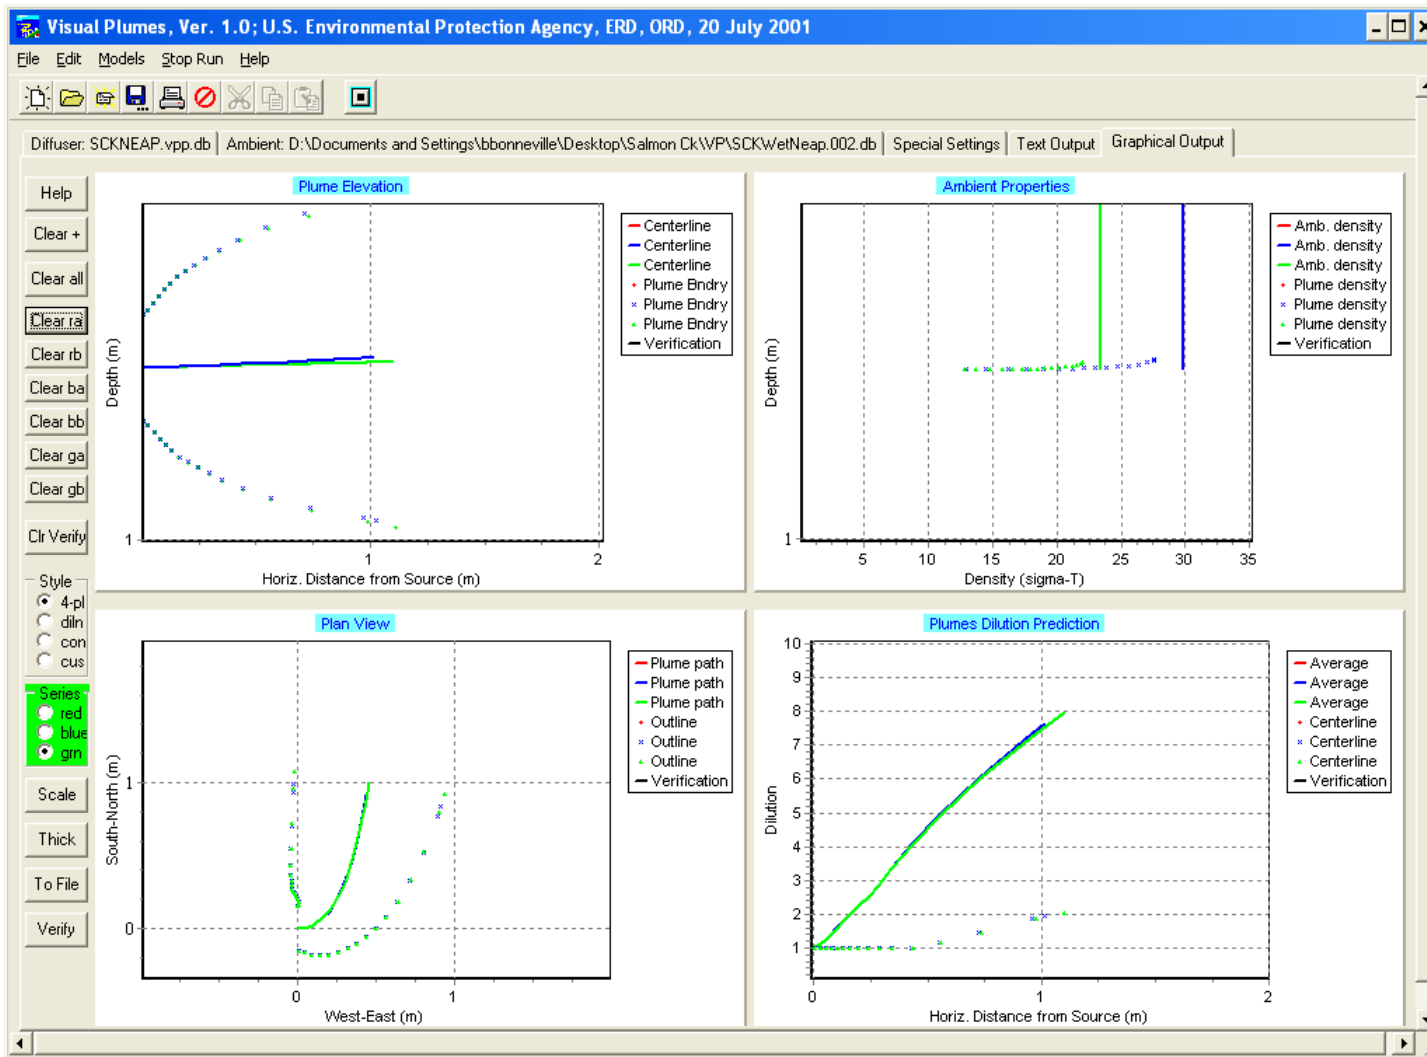 Visual Plumes, Ver. 1.0; U.S. Environmental Protection Agency, ERD, ORD, 20 July 2001
File Edit Models Stop Run Help
Diffuser: SCKNEAP.vpp.db Ambient: D:\Documents and Settings\bbonneville\Desktop\Salmon Ck\VP\SCKWetNeap.002.db Special Settings Text Output Graphical Output
Help
Clear +
Clear all
Clear ra
Clear rb
Clear ba
Clear bb
Clear ga
Clear gb
Clr Verify
Style
4-pl
diln
con
cus
Series
red
blue
grn
Scale
Thick
To File
Verify
Plume Elevation
Depth (m)
1
1 2
Horiz. Distance from Source (m)
Centerline
Centerline
Centerline
Plume Bndry
Plume Bndry
Plume Bndry
Verification
Ambient Properties
Depth (m)
1
5 10 15 20 25 30 35
Density (sigma-T)
Amb. density
Amb. density
Amb. density
Plume density
Plume density
Plume density
Verification
Plan View
South-North (m)
1
0
0 1
West-East (m)
Plume path
Plume path
Plume path
Outline
Outline
Outline
Verification
Plumes Dilution Prediction
Dilution
10
9
8
7
6
5
4
3
2
1
0 1 2
Horiz. Distance from Source (m)
Average
Average
Average
Centerline
Centerline
Centerline
Verification